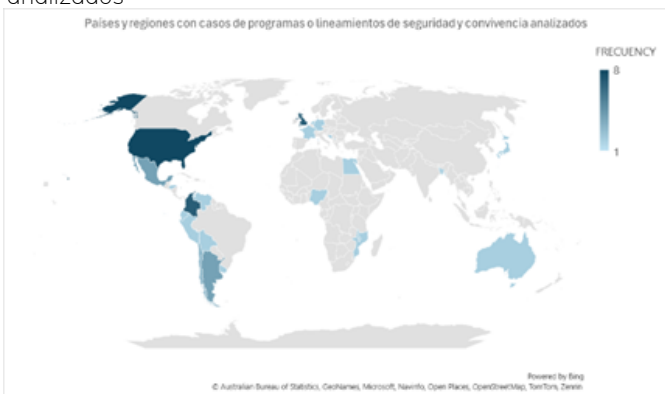 analizados
Países y regiones con casos de programas o lineamientos de seguridad y convivencia analizados
FRECUENCY
8
1
Powered by Bing
© Australian Bureau of Statistics, GeoNames, Microsoft, Navinfo, Open Places, OpenStreetMap, TomTom, Zenrin